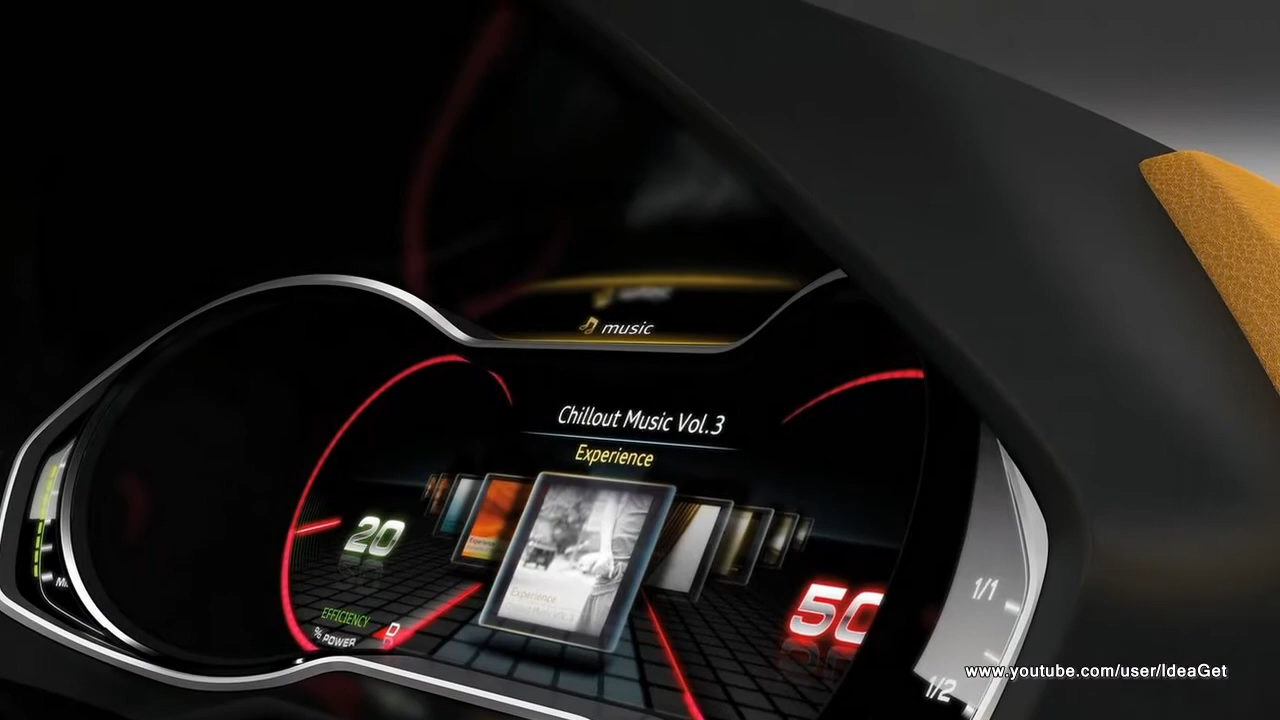 music
Chillout Music Vol.3
Experience
20
Experience
EFFICIENCY
% POWER
D
50
1/1
1/2
www.youtube.com/user/IdeaGet